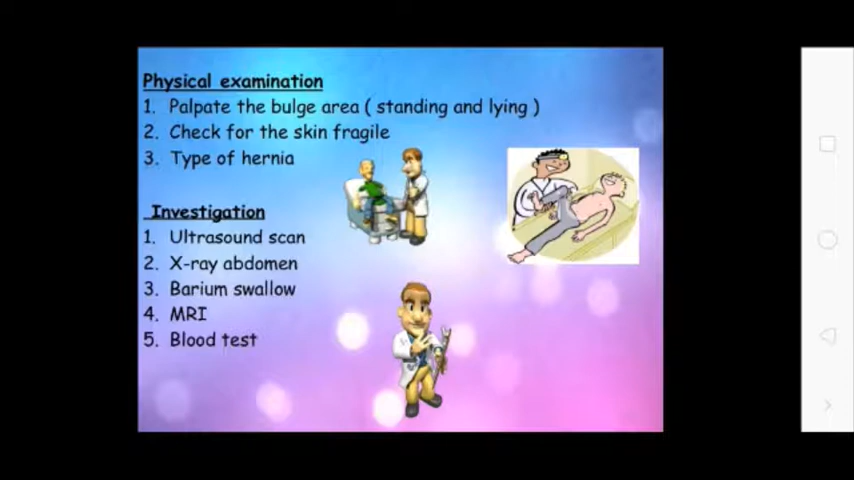 Physical examination
1. Palpate the bulge area ( standing and lying )
2. Check for the skin fragile
3. Type of hernia
Investigation
1. Ultrasound scan
2. X-ray abdomen
3. Barium swallow
4. MRI
5. Blood test